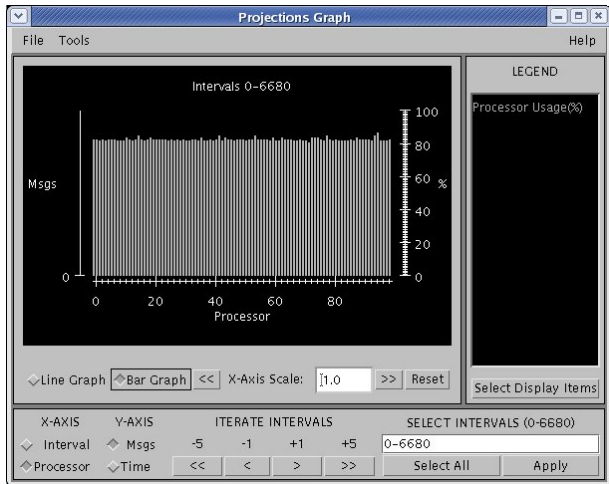 Projections Graph
File Tools Help
Intervals 0-6680
Msgs
0
100
80
60 %
40
20
0
0 20 40 60 80
Processor
LEGEND
Processor Usage(%)
Line Graph Bar Graph << X-Axis Scale: 1.0 >> Reset
Select Display Items
X-AXIS Y-AXIS ITERATE INTERVALS SELECT INTERVALS (0-6680)
Interval Msgs -5 -1 +1 +5 0-6680
Processor Time << < > >> Select All Apply